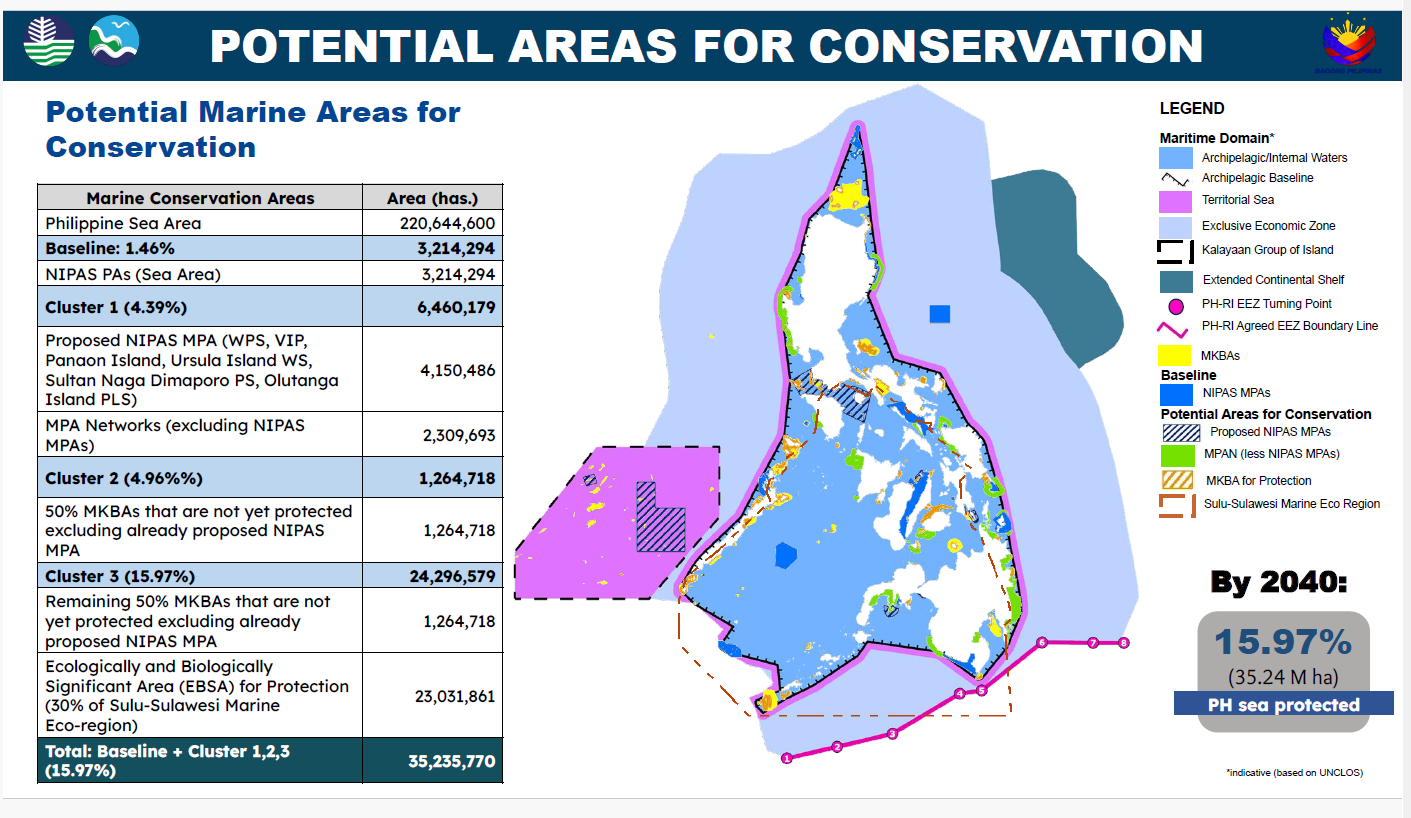 POTENTIAL AREAS FOR CONSERVATION
BAGONG PILIPINAS
Potential Marine Areas for
Conservation
Marine Conservation Areas Area (has.)
Philippine Sea Area 220,644,600
Baseline: 1.46% 3,214,294
NIPAS PAs (Sea Area) 3,214,294
Cluster 1 (4.39%) 6,460,179
Proposed NIPAS MPA (WPS, VIP,
Panaon Island, Ursula Island WS,
Sultan Naga Dimaporo PS, Olutanga
Island PLS) 4,150,486
MPA Networks (excluding NIPAS
MPAs) 2,309,693
Cluster 2 (4.96%%) 1,264,718
50% MKBAs that are not yet protected
excluding already proposed NIPAS
MPA 1,264,718
Cluster 3 (15.97%) 24,296,579
Remaining 50% MKBAs that are not
yet protected excluding already
proposed NIPAS MPA 1,264,718
Ecologically and Biologically
Significant Area (EBSA) for Protection
(30% of Sulu-Sulawesi Marine
Eco-region) 23,031,861
Total: Baseline + Cluster 1,2,3
(15.97%) 35,235,770
1
2
3
4
5
6
7
8
LEGEND
Maritime Domain*
Archipelagic/Internal Waters
Archipelagic Baseline
Territorial Sea
Exclusive Economic Zone
Kalayaan Group of Island
Extended Continental Shelf
PH-RI EEZ Turning Point
PH-RI Agreed EEZ Boundary Line
MKBAs
Baseline
NIPAS MPAs
Potential Areas for Conservation
Proposed NIPAS MPAs
MPAN (less NIPAS MPAs)
MKBA for Protection
Sulu-Sulawesi Marine Eco Region
By 2040:
15.97%
(35.24 M ha)
PH sea protected
*indicative (based on UNCLOS)